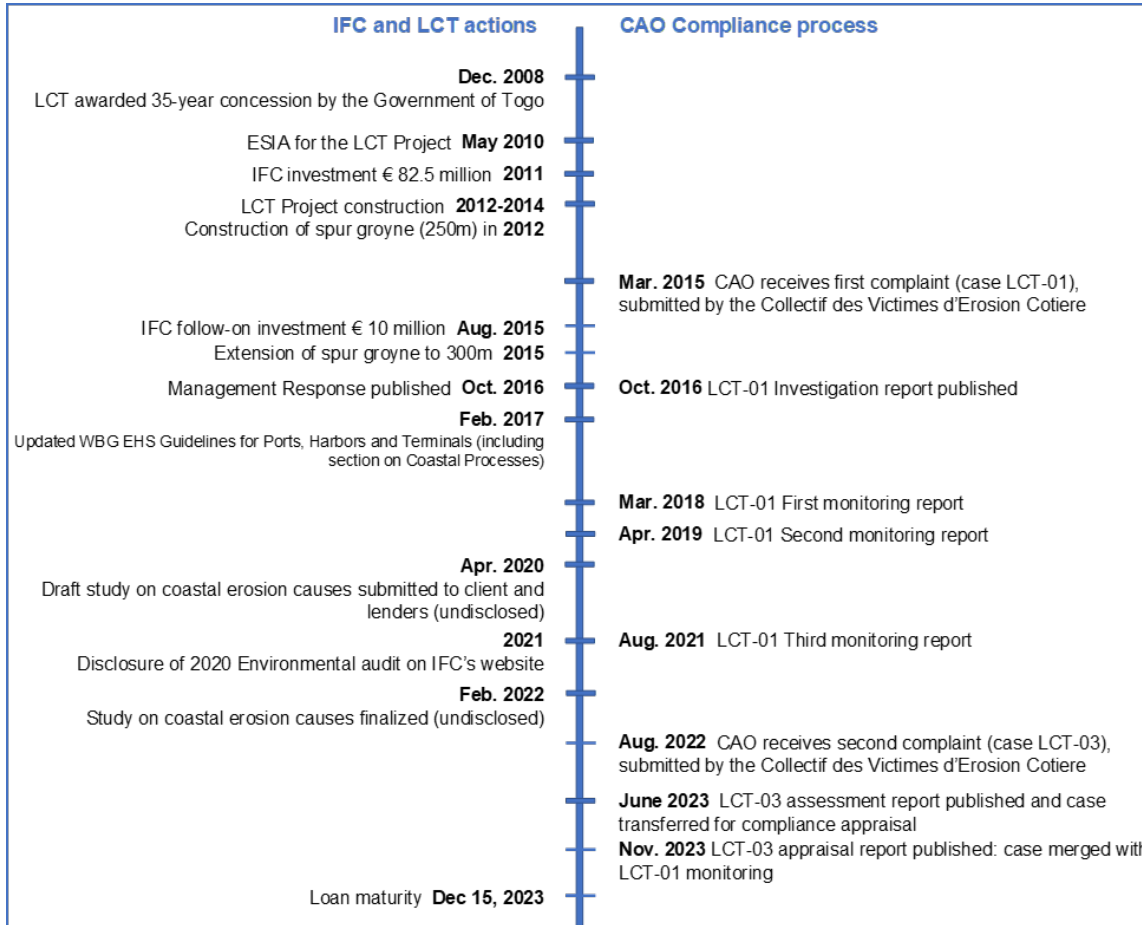 IFC and LCT actions
CAO Compliance process
Dec. 2008
LCT awarded 35-year concession by the Government of Togo
ESIA for the LCT Project May 2010
IFC investment € 82.5 million 2011
LCT Project construction 2012-2014
Construction of spur groyne (250m) in 2012
Mar. 2015 CAO receives first complaint (case LCT-01),
submitted by the Collectif des Victimes d'Erosion Cotiere
IFC follow-on investment € 10 million Aug. 2015
Extension of spur groyne to 300m 2015
Management Response published Oct. 2016
Oct. 2016 LCT-01 Investigation report published
Feb. 2017
Updated WBG EHS Guidelines for Ports, Harbors and Terminals (including
section on Coastal Processes)
Mar. 2018 LCT-01 First monitoring report
Apr. 2019 LCT-01 Second monitoring report
Apr. 2020
Draft study on coastal erosion causes submitted to client and
lenders (undisclosed)
2021
Disclosure of 2020 Environmental audit on IFC's website
Aug. 2021 LCT-01 Third monitoring report
Feb. 2022
Study on coastal erosion causes finalized (undisclosed)
Aug. 2022 CAO receives second complaint (case LCT-03),
submitted by the Collectif des Victimes d'Erosion Cotiere
June 2023 LCT-03 assessment report published and case
transferred for compliance appraisal
Nov. 2023 LCT-03 appraisal report published: case merged with
LCT-01 monitoring
Loan maturity Dec 15, 2023